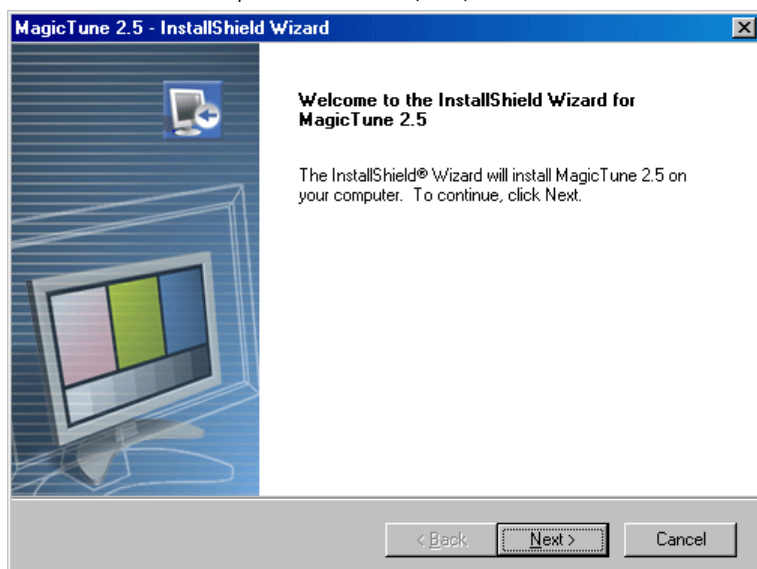 MagicTune 2.5 - InstallShield Wizard
Welcome to the InstallShield Wizard for
MagicTune 2.5
The InstallShield® Wizard will install MagicTune 2.5 on
your computer. To continue, click Next.
< Back Next > Cancel